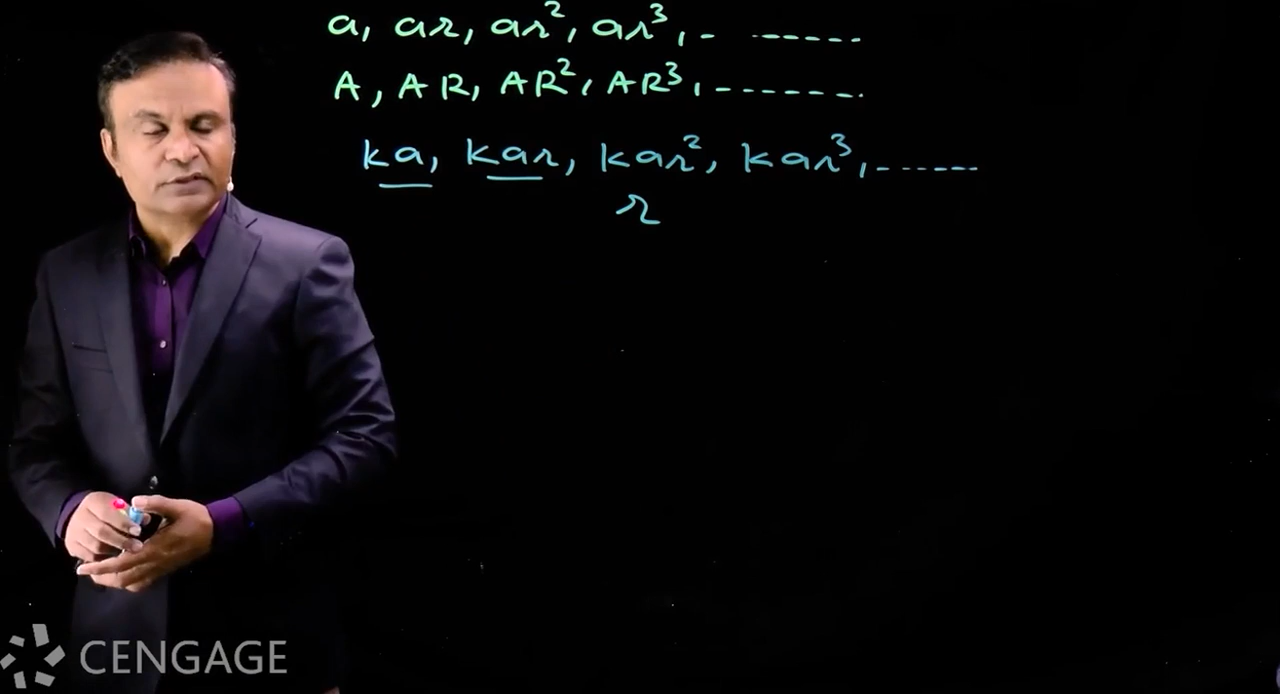 a, ar, ar², ar³, - ------
A, AR, AR², AR³, -------
ka, kar, kar², kar³, ------
r
CENGAGE